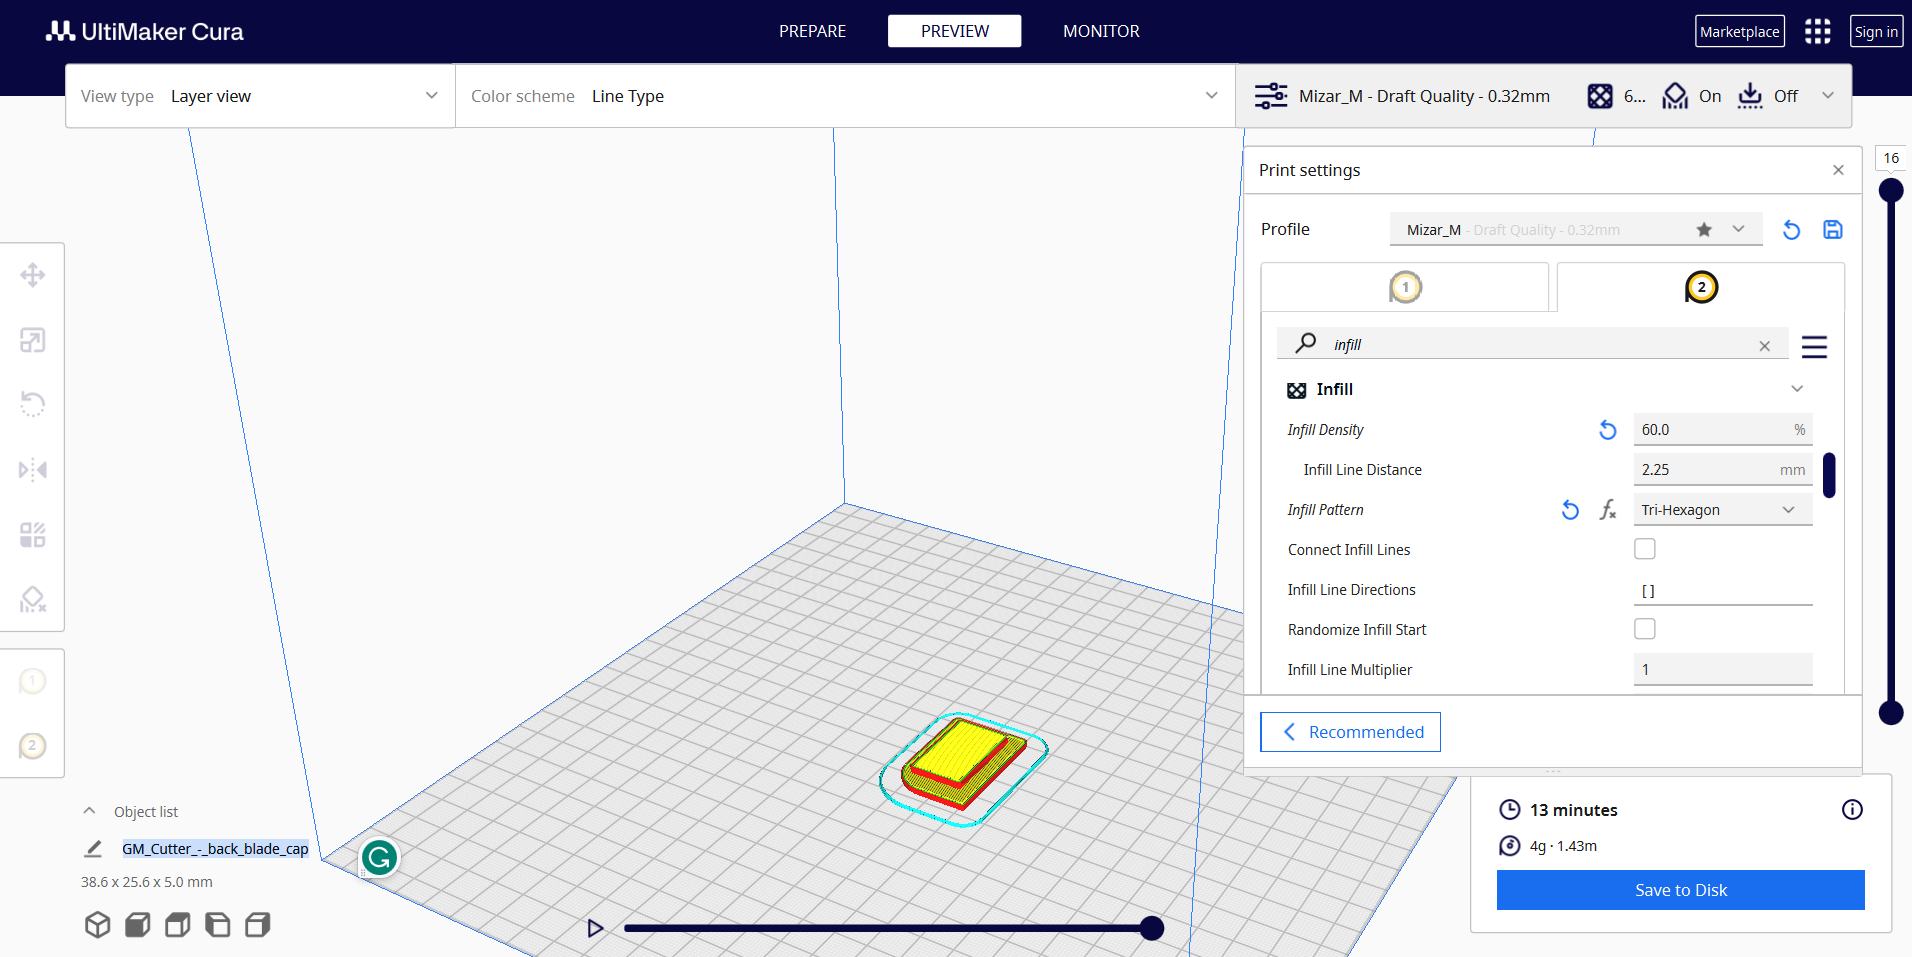 UltiMaker Cura
PREPARE
PREVIEW
MONITOR
Marketplace
Sign in
View type Layer view
Color scheme Line Type
Mizar_M - Draft Quality - 0.32mm
6...
On
Off
Print settings
16
Profile
Mizar_M - Draft Quality - 0.32mm
1
2
infill
Infill
Infill Density 60.0 %
Infill Line Distance 2.25 mm
Infill Pattern fx Tri-Hexagon
Connect Infill Lines
Infill Line Directions [ ]
Randomize Infill Start
Infill Line Multiplier 1
Recommended
1
2
Object list
GM_Cutter_-_back_blade_cap
38.6 x 25.6 x 5.0 mm
G
13 minutes
4g · 1.43m
Save to Disk